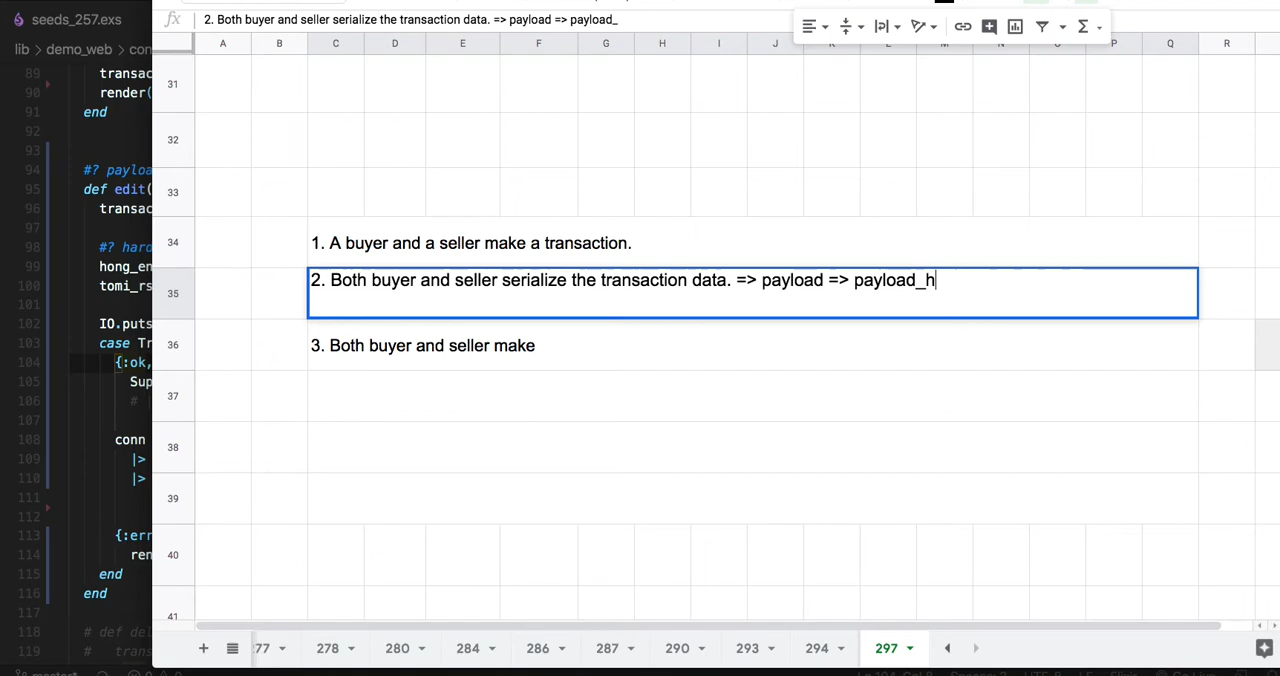 seeds_257.exs
lib > demo_web > con
fx 2. Both buyer and seller serialize the transaction data. => payload => payload_
A B C D E F G H I J Q R
89 transac
90 render(
91 end
92
93
94 #? payloa
95 def edit(
96 transac
97
98 #? hard
99 hong_en
100 tomi_rs
101
102 IO.puts
103 case Tr
104 {:ok,
105 Sup
106 #
107
108 conn
109 |>
110 |>
111
112
113 {:err
114 ren
115 end
116 end
117
118 # def del
119 # trans
31
32
33
34 1. A buyer and a seller make a transaction.
35 2. Both buyer and seller serialize the transaction data. => payload => payload_h
36 3. Both buyer and seller make
37
38
39
40
41
+ 77 278 280 284 286 287 290 293 294 297